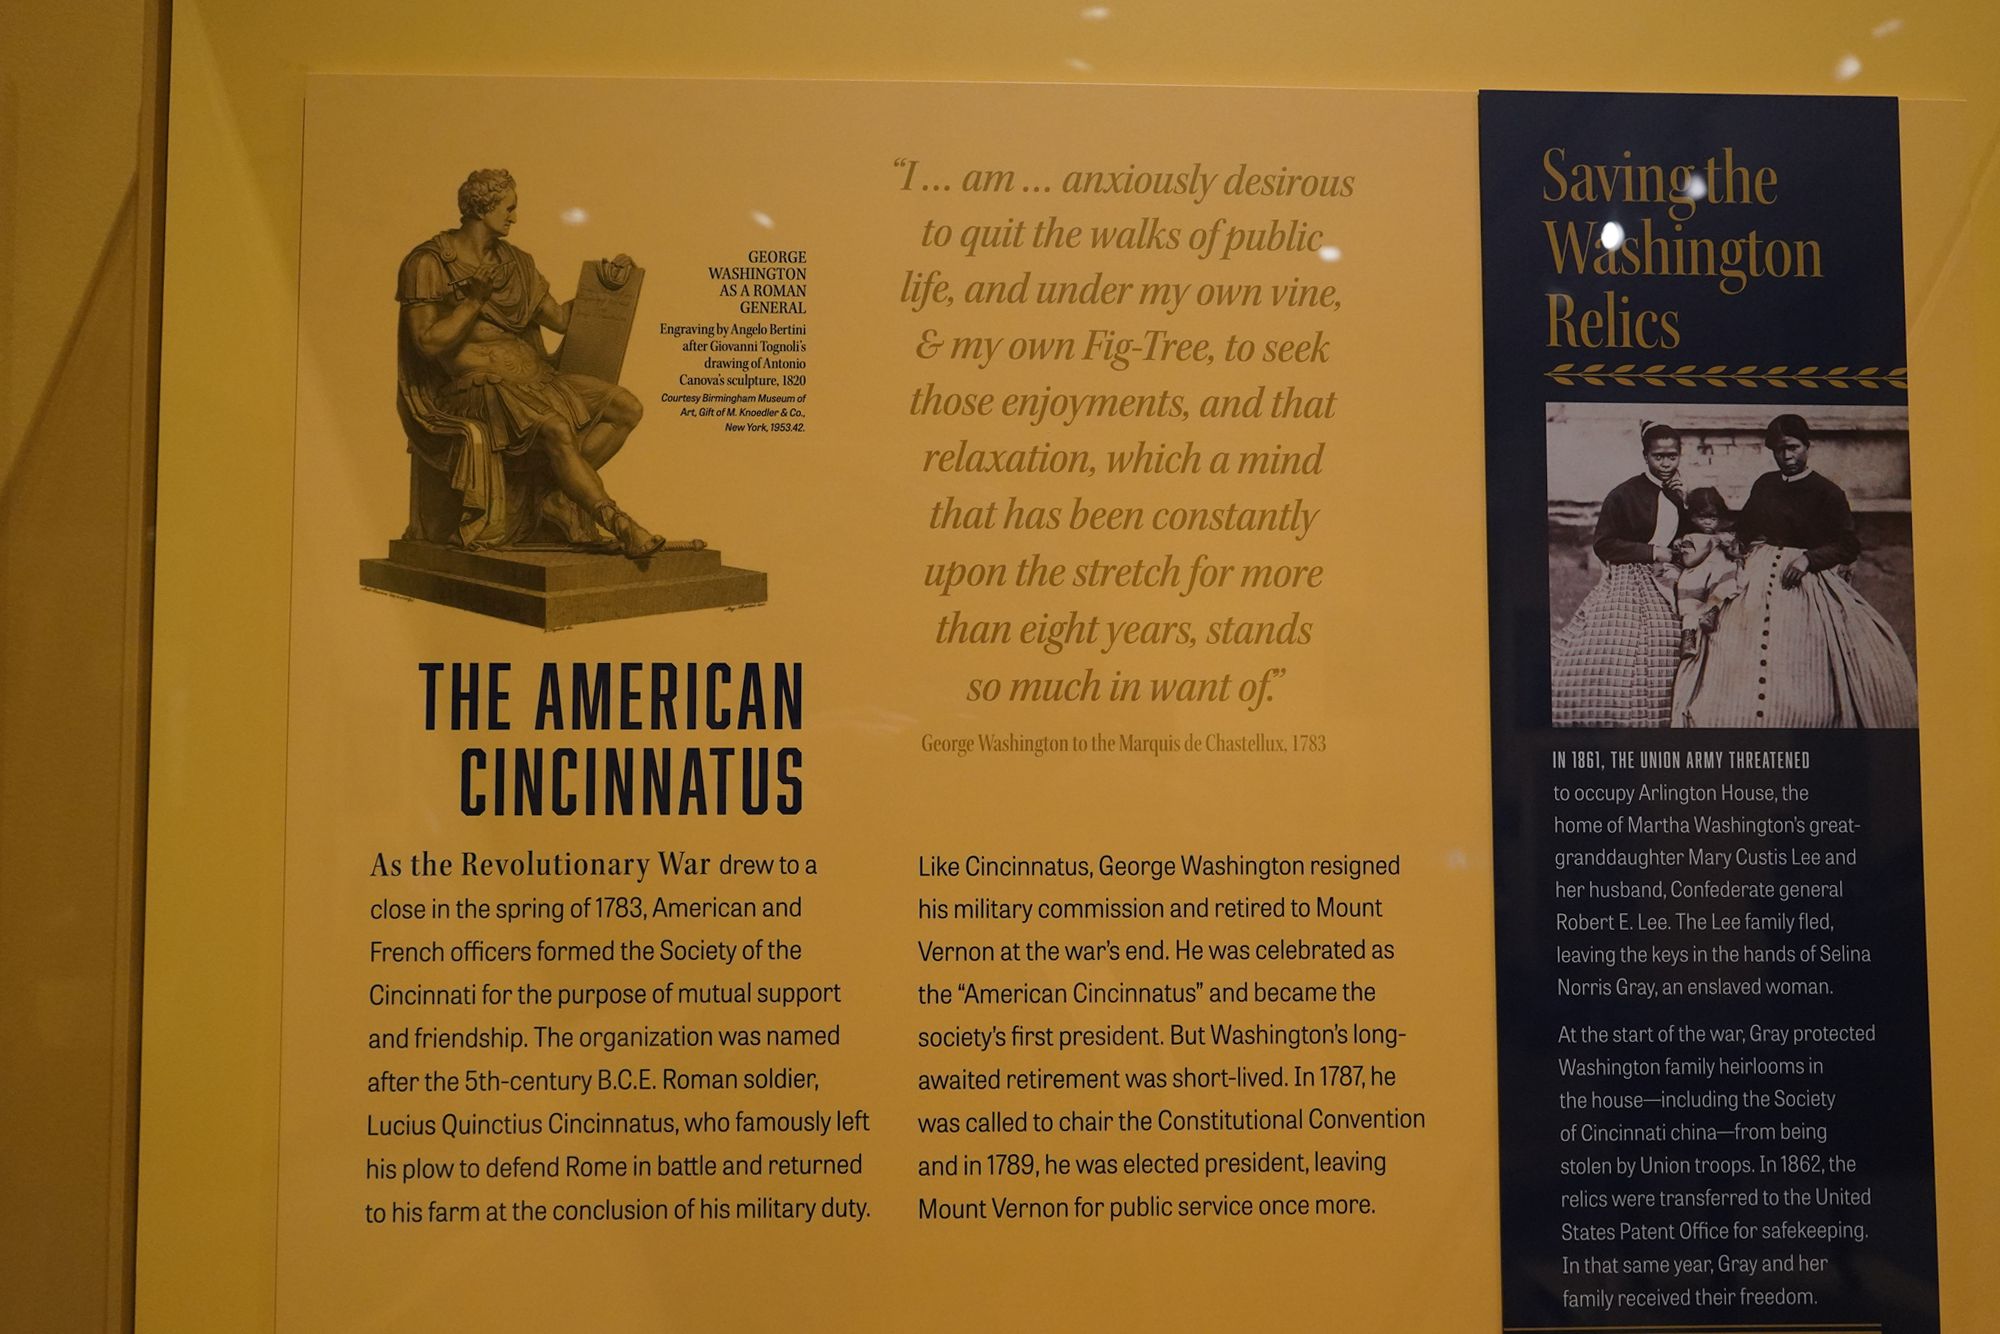 GEORGE
WASHINGTON
AS A ROMAN
GENERAL
Engraving by Angelo Bertini
after Giovanni Tognoli's
drawing of Antonio
Canova's sculpture, 1820
Courtesy Birmingham Museum of
Art, Gift of M. Knoedler & Co.,
New York, 1953.42.
THE AMERICAN
CINCINNATUS
As the Revolutionary War drew to a
close in the spring of 1783, American and
French officers formed the Society of the
Cincinnati for the purpose of mutual support
and friendship. The organization was named
after the 5th-century B.C.E. Roman soldier,
Lucius Quinctius Cincinnatus, who famously left
his plow to defend Rome in battle and returned
to his farm at the conclusion of his military duty.
“I ... am ... anxiously desirous
to quit the walks of public
life, and under my own vine,
& my own Fig-Tree, to seek
those enjoyments, and that
relaxation, which a mind
that has been constantly
upon the stretch for more
than eight years, stands
so much in want of.”
George Washington to the Marquis de Chastellux, 1783
Like Cincinnatus, George Washington resigned
his military commission and retired to Mount
Vernon at the war's end. He was celebrated as
the “American Cincinnatus” and became the
society's first president. But Washington's long-
awaited retirement was short-lived. In 1787, he
was called to chair the Constitutional Convention
and in 1789, he was elected president, leaving
Mount Vernon for public service once more.
Saving the
Washington
Relics
IN 1861, THE UNION ARMY THREATENED
to occupy Arlington House, the
home of Martha Washington's great-
granddaughter Mary Custis Lee and
her husband, Confederate general
Robert E. Lee. The Lee family fled,
leaving the keys in the hands of Selina
Norris Gray, an enslaved woman.
At the start of the war, Gray protected
Washington family heirlooms in
the house—including the Society
of Cincinnati china—from being
stolen by Union troops. In 1862, the
relics were transferred to the United
States Patent Office for safekeeping.
In that same year, Gray and her
family received their freedom.